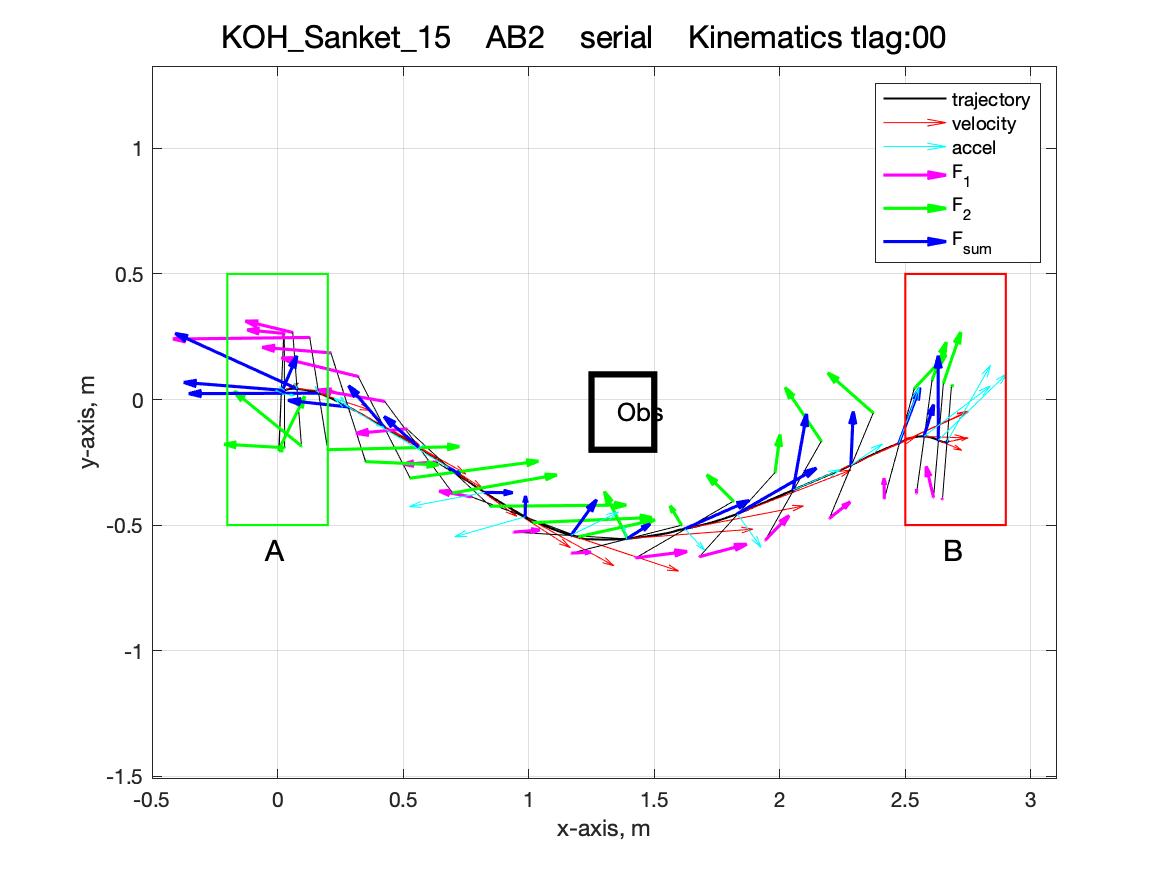 KOH_Sanket_15 AB2 serial Kinematics tlag:00
trajectory
velocity
accel
F1
F2
Fsum
1
0.5
0
-0.5
-1
-1.5
y-axis, m
Obs
A
B
-0.5 0 0.5 1 1.5 2 2.5 3
x-axis, m